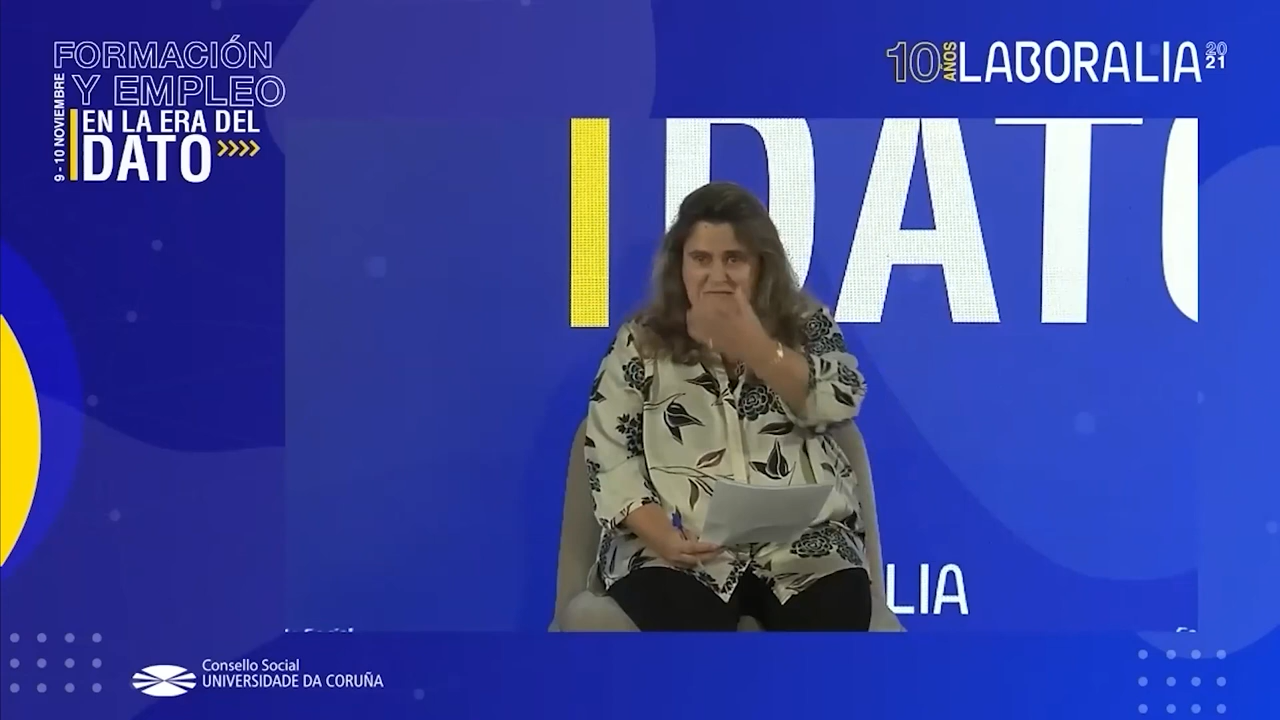 FORMACIÓN
Y EMPLEO
EN LA ERA DEL
DATO
9 - 10 NOVIEMBRE
10 AÑOS LABORALIA 2021
DAT
LIA
Consello Social
UNIVERSIDADE DA CORUÑA